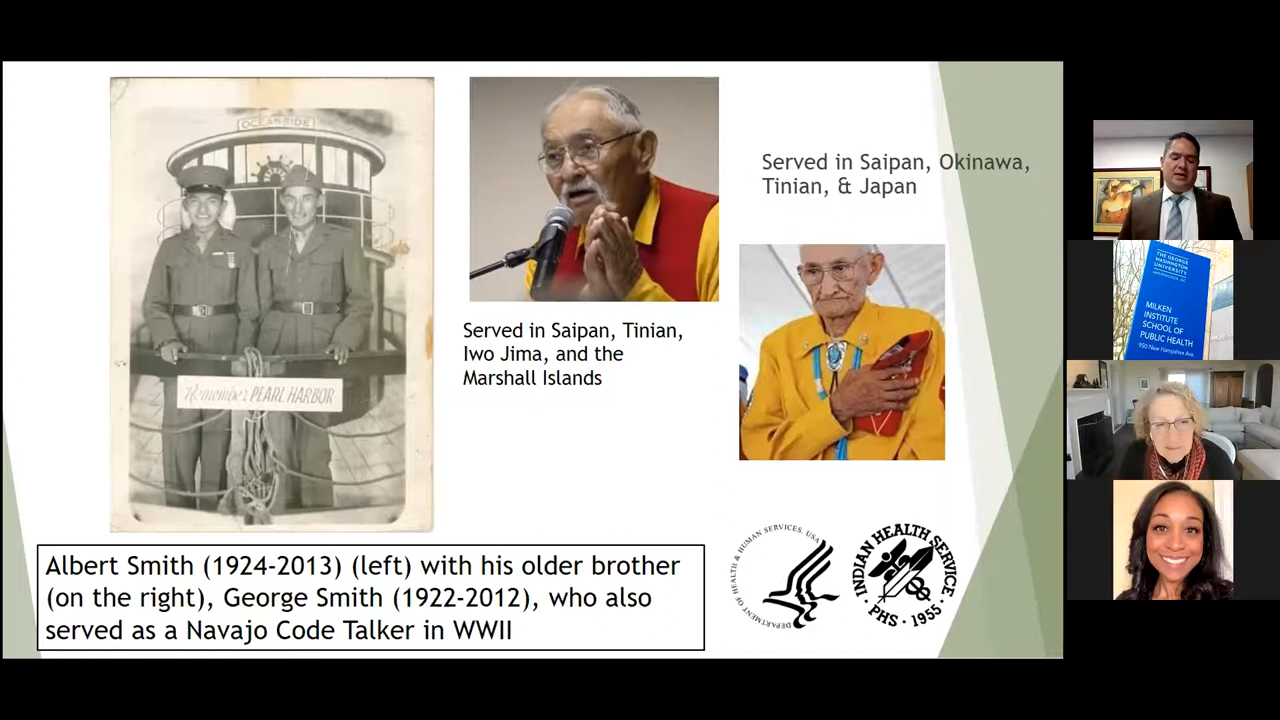 OCEANSIDE
Remember PEARL HARBOR
Served in Saipan, Tinian,
Iwo Jima, and the
Marshall Islands
Served in Saipan, Okinawa,
Tinian, & Japan
Albert Smith (1924-2013) (left) with his older brother
(on the right), George Smith (1922-2012), who also
served as a Navajo Code Talker in WWII
DEPARTMENT OF HEALTH & HUMAN SERVICES. USA
INDIAN HEALTH SERVICE
PHS · 1955
THE GEORGE
WASHINGTON
UNIVERSITY
WASHINGTON, DC
MILKEN
INSTITUTE
SCHOOL OF
PUBLIC HEALTH
950 New Hampshire Ave